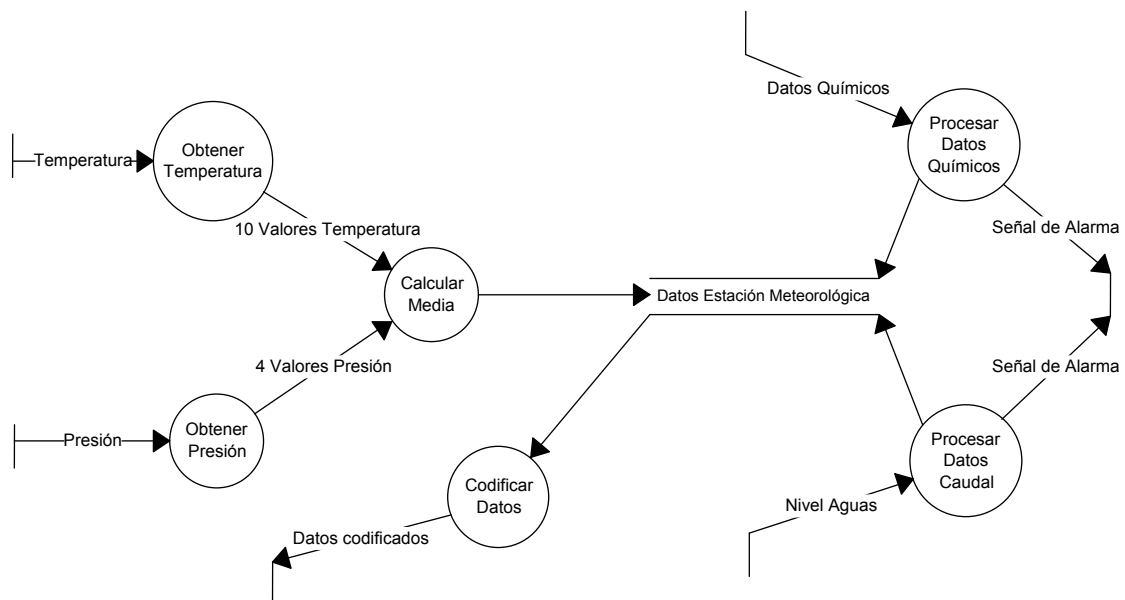 Datos Químicos
Procesar
Datos
Químicos
Temperatura
Obtener
Temperatura
10 Valores Temperatura
Señal de Alarma
Calcular
Media
Datos Estación Meteorológica
4 Valores Presión
Señal de Alarma
Presión
Obtener
Presión
Procesar
Datos
Caudal
Codificar
Datos
Nivel Aguas
Datos codificados